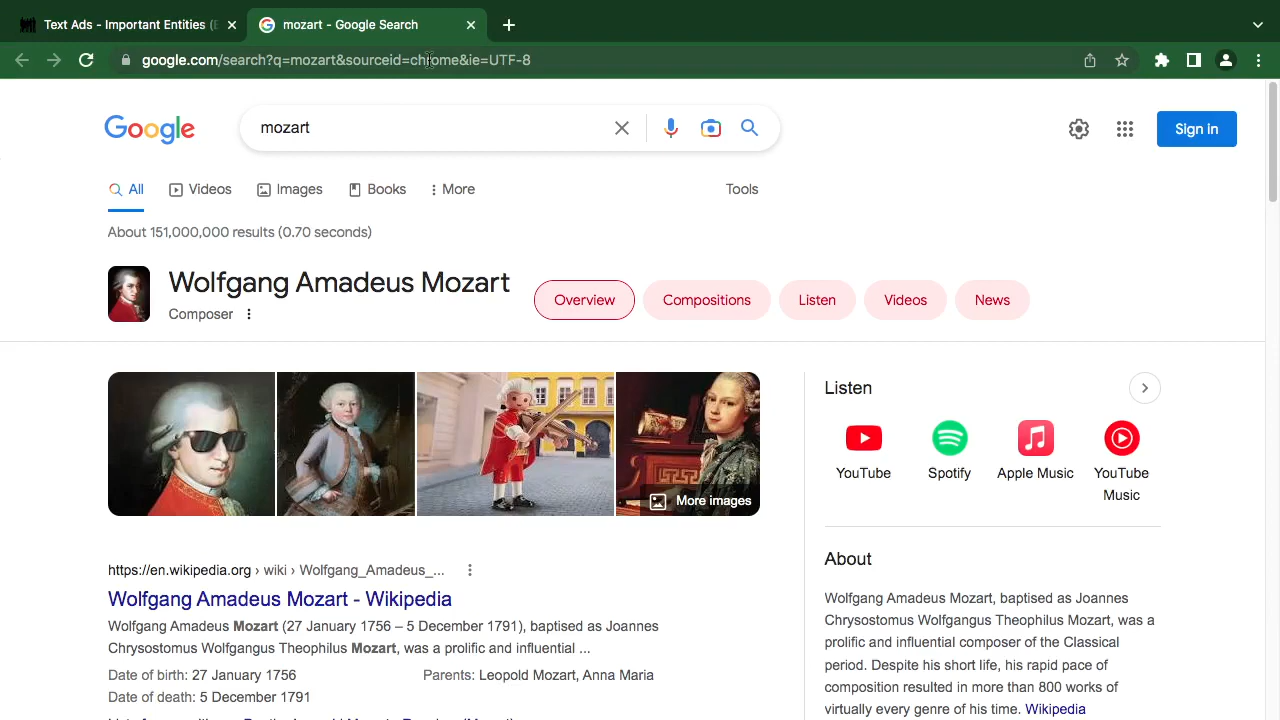 Text Ads - Important Entities (
mozart - Google Search
google.com/search?q=mozart&sourceid=chrome&ie=UTF-8
Google
mozart
Sign in
All
Videos
Images
Books
More
Tools
About 151,000,000 results (0.70 seconds)
Wolfgang Amadeus Mozart
Composer
Overview
Compositions
Listen
Videos
News
More images
https://en.wikipedia.org › wiki › Wolfgang_Amadeus_...
Wolfgang Amadeus Mozart - Wikipedia
Wolfgang Amadeus Mozart (27 January 1756 – 5 December 1791), baptised as Joannes
Chrysostomus Wolfgangus Theophilus Mozart, was a prolific and influential ...
Date of birth: 27 January 1756
Parents: Leopold Mozart, Anna Maria
Date of death: 5 December 1791
Listen
YouTube
Spotify
Apple Music
YouTube
Music
About
Wolfgang Amadeus Mozart, baptised as Joannes
Chrysostomus Wolfgangus Theophilus Mozart, was a
prolific and influential composer of the Classical
period. Despite his short life, his rapid pace of
composition resulted in more than 800 works of
virtually every genre of his time. Wikipedia